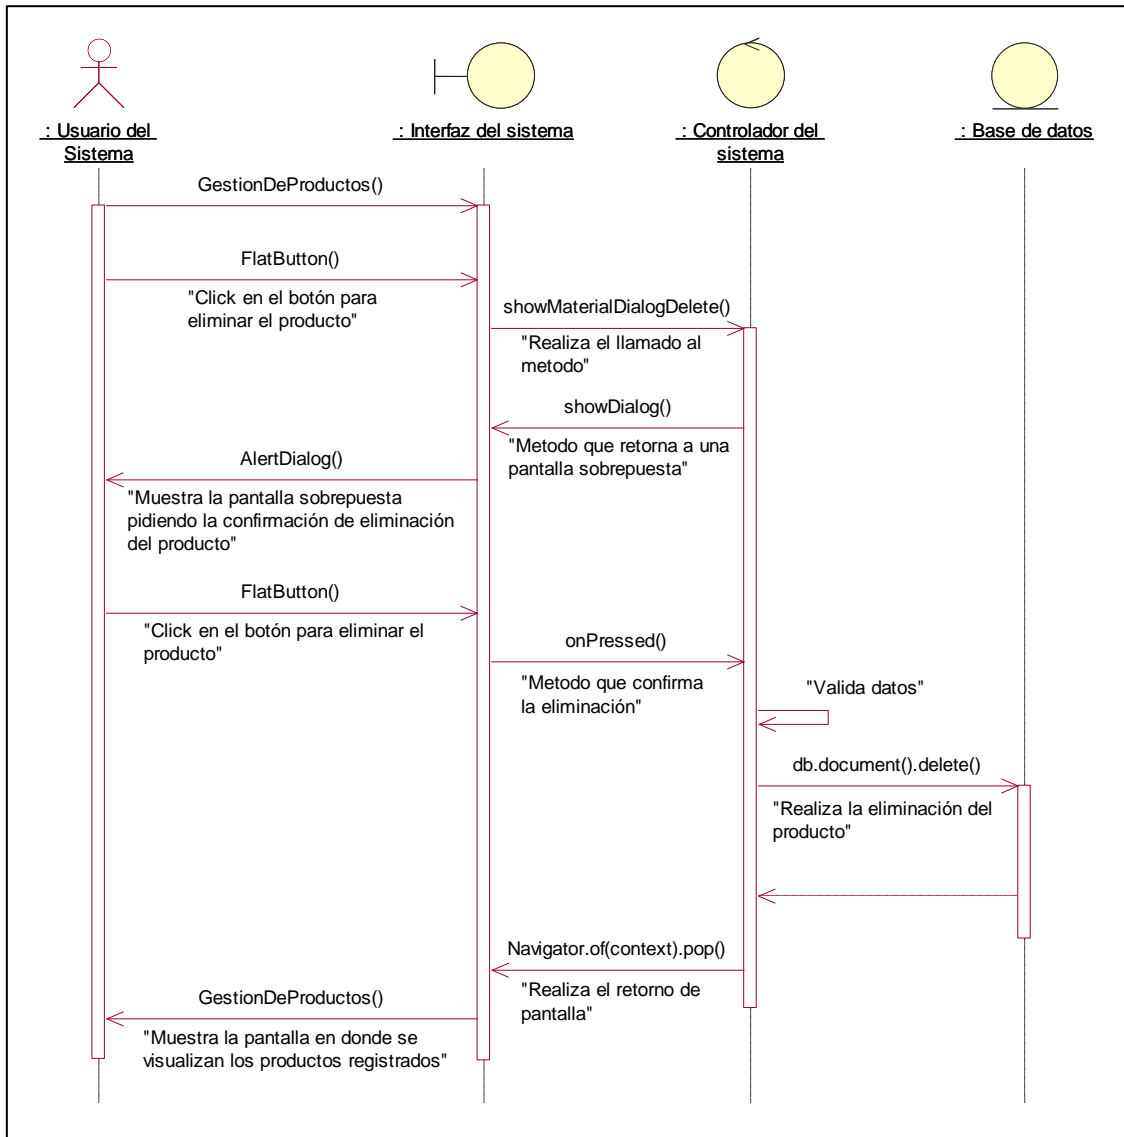 : Usuario del
Sistema
: Interfaz del sistema
: Controlador del
sistema
: Base de datos
GestionDeProductos()
FlatButton()
"Click en el botón para
eliminar el producto"
showMaterialDialogDelete()
"Realiza el llamado al
metodo"
showDialog()
"Metodo que retorna a una
pantalla sobrepuesta"
AlertDialog()
"Muestra la pantalla sobrepuesta
pidiendo la confirmación de eliminación
del producto"
FlatButton()
"Click en el botón para eliminar el
producto"
onPressed()
"Metodo que confirma
la eliminación"
"Valida datos"
db.document().delete()
"Realiza la eliminación del
producto"
Navigator.of(context).pop()
"Realiza el retorno de
pantalla"
GestionDeProductos()
"Muestra la pantalla en donde se
visualizan los productos registrados"